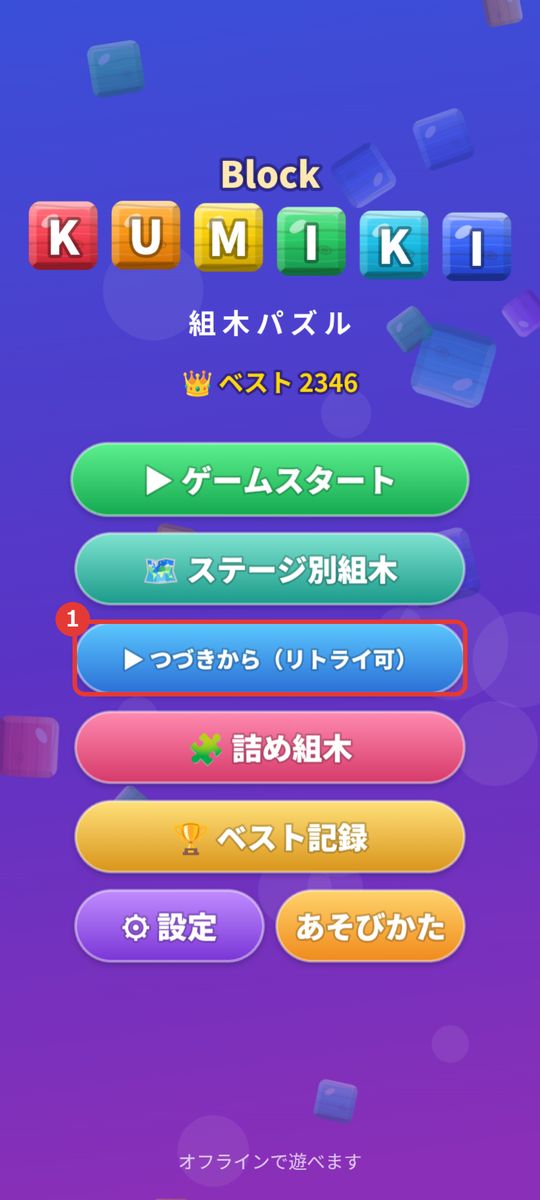 Block
KUMIKI
組木パズル
👑 ベスト 2346
▶ ゲームスタート
🗺️ ステージ別組木
1
▶ つづきから（リトライ可）
🧩 詰め組木
🏆 ベスト記録
⚙ 設定
あそびかた
オフラインで遊べます